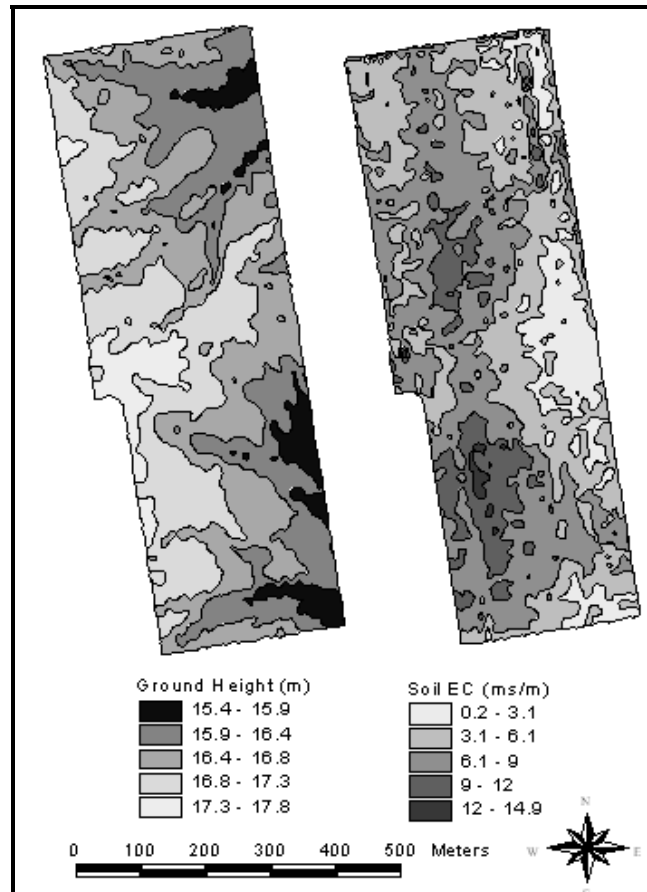 Ground Height (m)
15.4 - 15.9
15.9 - 16.4
16.4 - 16.8
16.8 - 17.3
17.3 - 17.8
Soil EC (ms/m)
0.2 - 3.1
3.1 - 6.1
6.1 - 9
9 - 12
12 - 14.9
0 100 200 300 400 500 Meters
N
W E